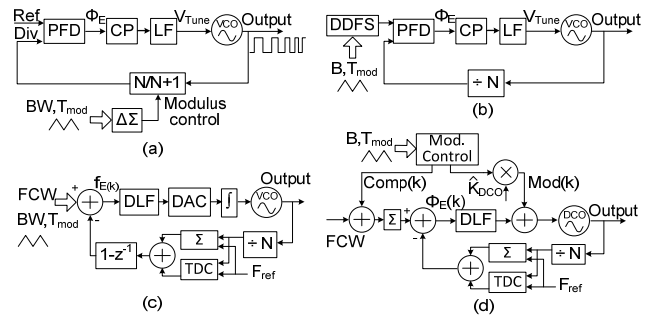 Ref
Div
PFD
Φ_E
CP
LF
V_Tune
VCO
Output
N/N+1
BW,T_mod
ΔΣ
Modulus
control
(a)
DDFS
B,T_mod
PFD
Φ_E
CP
LF
V_Tune
VCO
Output
÷ N
(b)
FCW
BW,T_mod
+
-
f_E(k)
DLF
DAC
∫
VCO
Output
1-z^-1
Σ
TDC
÷ N
F_ref
(c)
B,T_mod
Mod.
Control
Comp(k)
K̂_DCO
Mod(k)
FCW
Σ
+
-
Φ_E(k)
DLF
DCO
Output
Σ
TDC
÷ N
F_ref
(d)